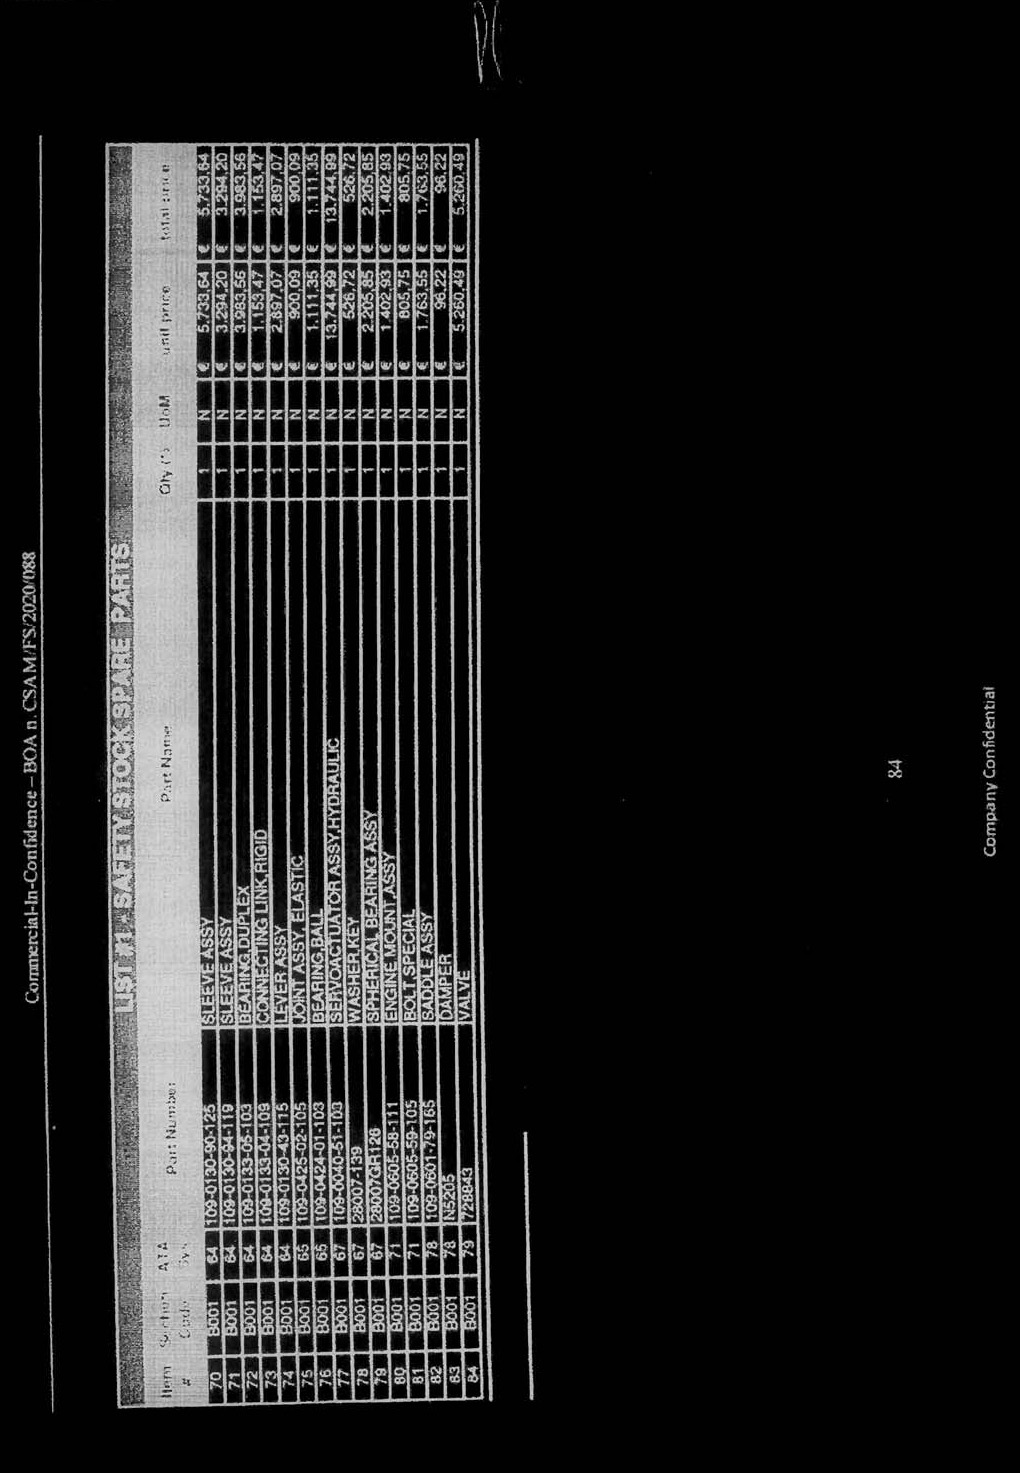 Commercial-In-Confidence – BOA n. CSAM/FS/2020/088
LIST #1 - SAFETY STOCK SPARE PARTS
Item # Section Code ATA Sys Part Number Part Name Qty (*) UoM unit price total price
70 B001 64 109-0130-90-125 SLEEVE ASSY 1 N € 5.733,64 € 5.733,64
71 B001 64 109-0130-94-119 SLEEVE ASSY 1 N € 3.294,20 € 3.294,20
72 B001 64 109-0133-05-103 BEARING,DUPLEX 1 N € 3.983,56 € 3.983,56
73 B001 64 109-0133-04-109 CONNECTING LINK,RIGID 1 N € 1.153,47 € 1.153,47
74 B001 64 109-0130-43-115 LEVER ASSY 1 N € 2.897,07 € 2.897,07
75 B001 65 109-0425-02-105 JOINT ASSY, ELASTIC 1 N € 900,09 € 900,09
76 B001 65 109-0424-01-103 BEARING,BALL 1 N € 1.111,35 € 1.111,35
77 B001 67 109-0040-51-103 SERVOACTUATOR ASSY,HYDRAULIC 1 N € 13.744,99 € 13.744,99
78 B001 67 28007-139 WASHER,KEY 1 N € 526,72 € 526,72
79 B001 67 28007GR126 SPHERICAL BEARING ASSY 1 N € 2.205,85 € 2.205,85
80 B001 71 109-0605-58-111 ENGINE MOUNT,ASSY 1 N € 1.402,93 € 1.402,93
81 B001 71 109-0605-59-105 BOLT,SPECIAL 1 N € 805,75 € 805,75
82 B001 78 109-0601-79-165 SADDLE ASSY 1 N € 1.763,55 € 1.763,55
83 B001 78 N5205 DAMPER 1 N € 96,22 € 96,22
84 B001 79 728843 VALVE 1 N € 5.260,49 € 5.260,49
84
Company Confidential